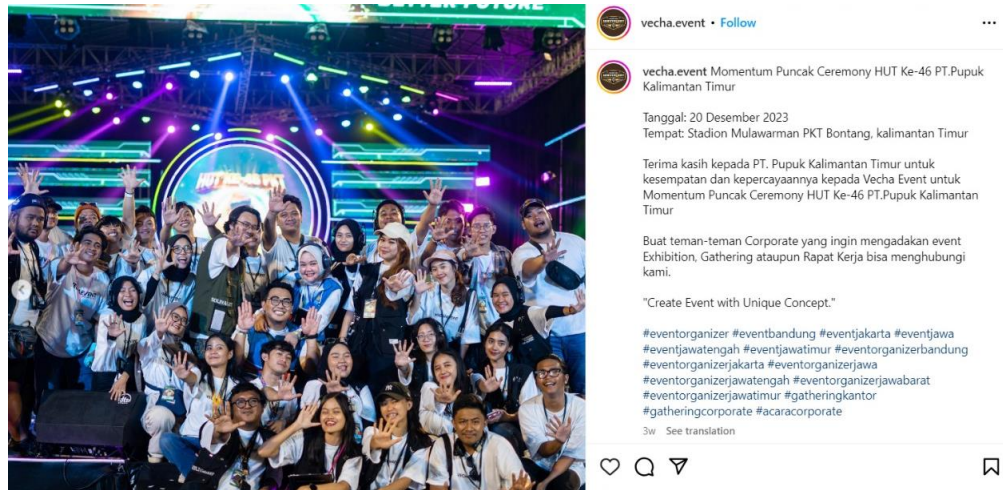 BETTER FUTURE
HUT KE-46 PKT
vecha.event • Follow
vecha.event Momentum Puncak Ceremony HUT Ke-46 PT.Pupuk
Kalimantan Timur
Tanggal: 20 Desember 2023
Tempat: Stadion Mulawarman PKT Bontang, kalimantan Timur
Terima kasih kepada PT. Pupuk Kalimantan Timur untuk
kesempatan dan kepercayaannya kepada Vecha Event untuk
Momentum Puncak Ceremony HUT Ke-46 PT.Pupuk Kalimantan
Timur
Buat teman-teman Corporate yang ingin mengadakan event
Exhibition, Gathering ataupun Rapat Kerja bisa menghubungi
kami.
"Create Event with Unique Concept."
#eventorganizer #eventbandung #eventjakarta #eventjawa
#eventjawatengah #eventjawatimur #eventorganizerbandung
#eventorganizerjakarta #eventorganizerjawa
#eventorganizerjawatengah #eventorganizerjawabarat
#eventorganizerjawatimur #gatheringkantor
#gatheringcorporate #acaracorporate
3w See translation